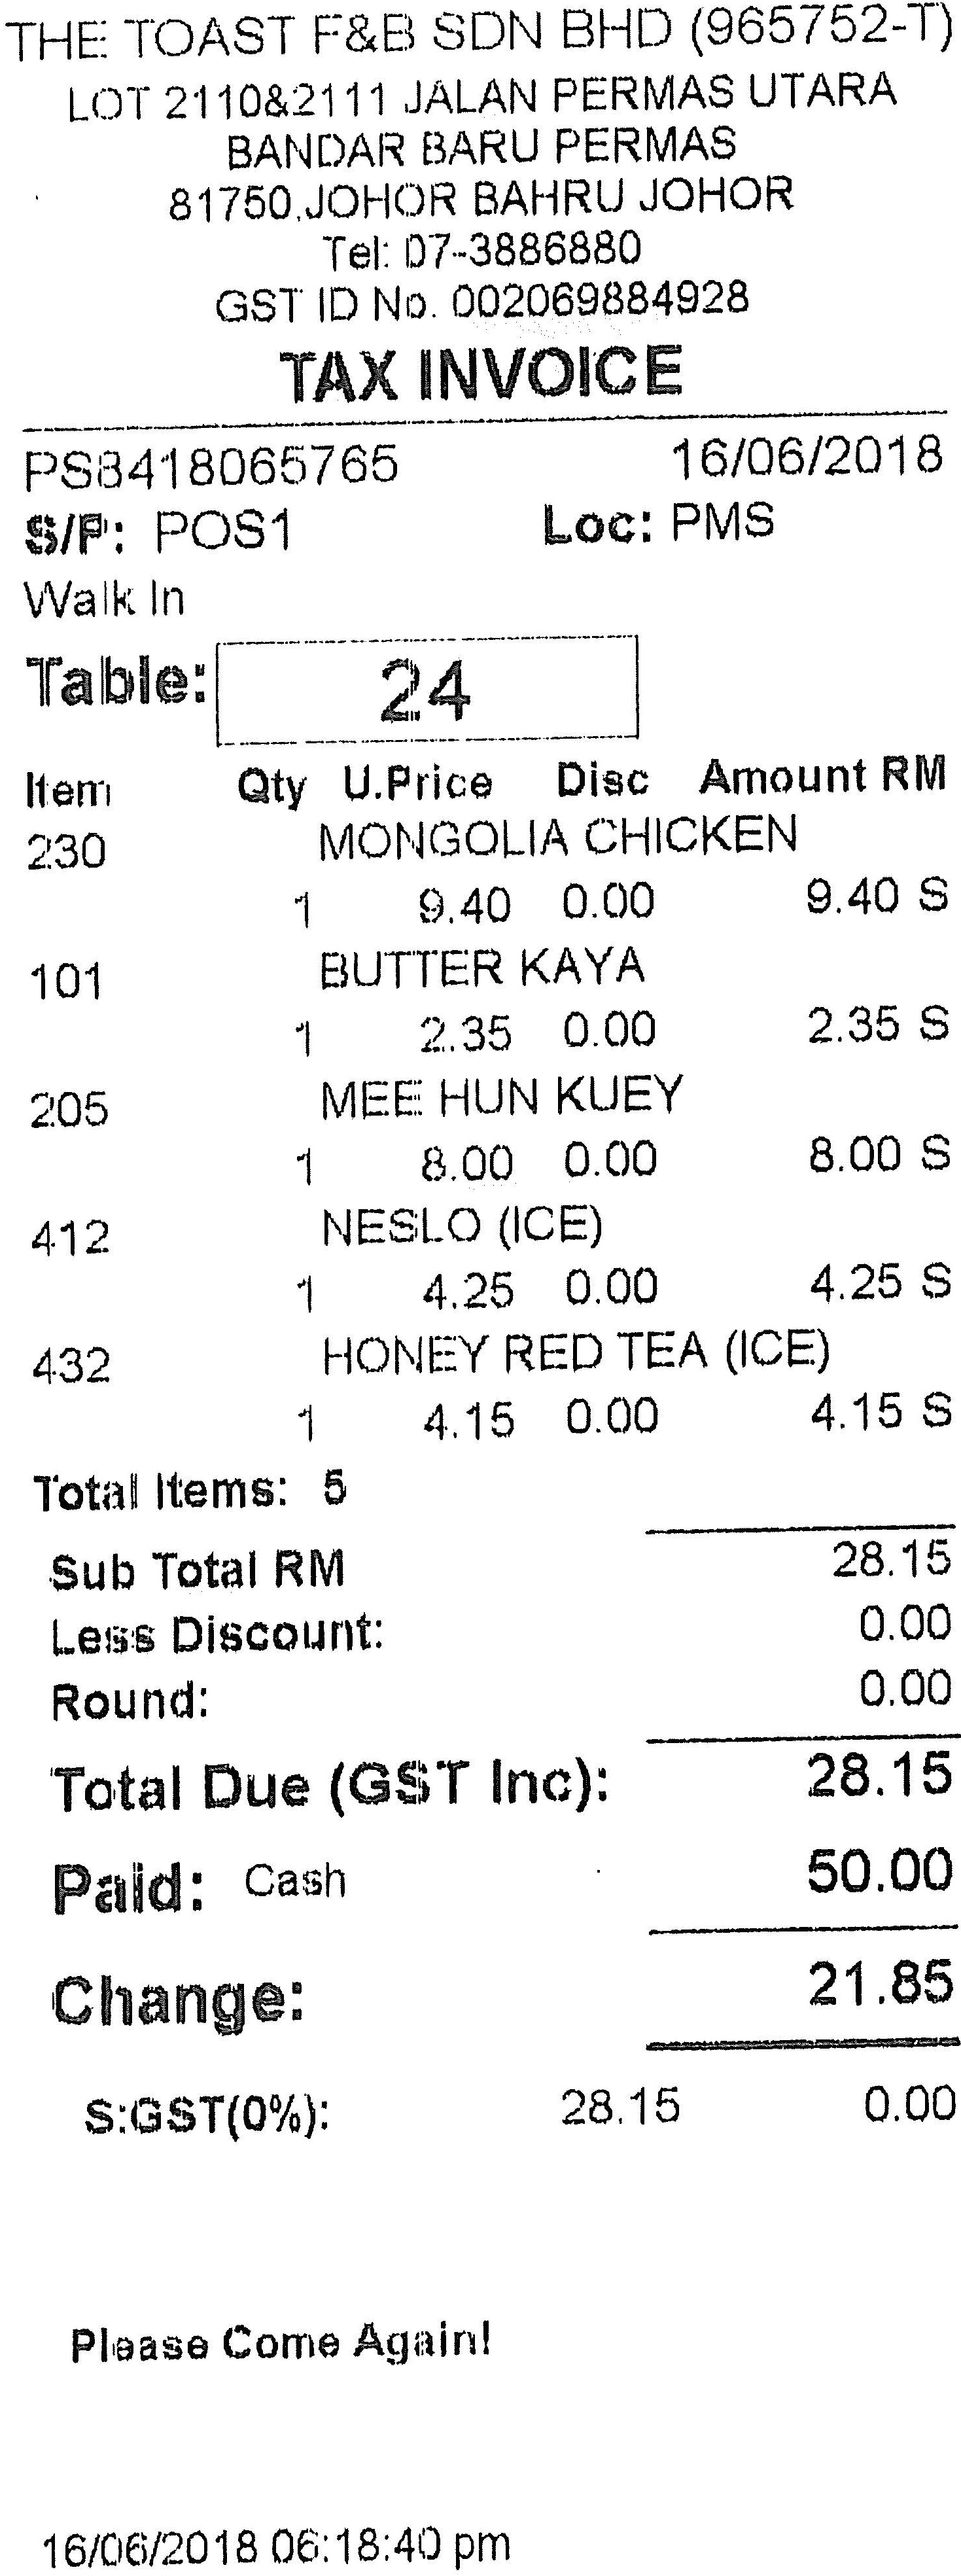 THE TOAST F&B SDN BHD (965752-T)
LOT 2110&2111 JALAN PERMAS UTARA
BANDAR BARU PERMAS
81750,JOHOR BAHRU JOHOR
Tel: 07-3886880
GST ID No. 002069884928
TAX INVOICE
PS8418065765 16/06/2018
S/P: POS1 Loc: PMS
Walk In
Table: 24
Item Qty U.Price Disc Amount RM
230 MONGOLIA CHICKEN
1 9.40 0.00 9.40 S
101 BUTTER KAYA
1 2.35 0.00 2.35 S
205 MEE HUN KUEY
1 8.00 0.00 8.00 S
412 NESLO (ICE)
1 4.25 0.00 4.25 S
432 HONEY RED TEA (ICE)
1 4.15 0.00 4.15 S
Total Items: 5
Sub Total RM 28.15
Less Discount: 0.00
Round: 0.00
Total Due (GST Inc): 28.15
Paid: Cash 50.00
Change: 21.85
S:GST(0%): 28.15 0.00
Please Come Again!
16/06/2018 06:18:40 pm